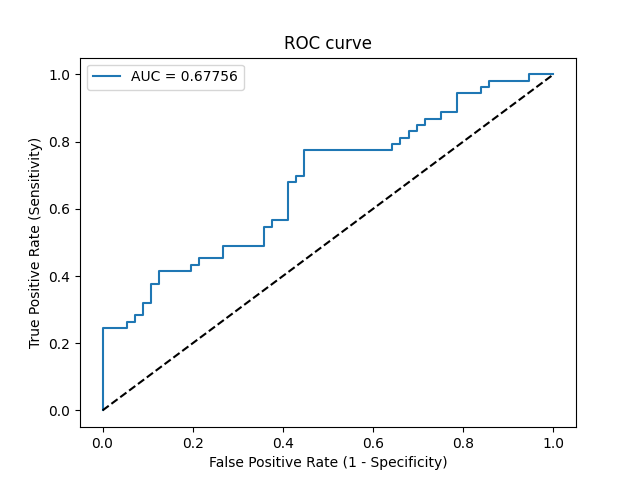 ROC curve
AUC = 0.67756
True Positive Rate (Sensitivity)
1.0
0.8
0.6
0.4
0.2
0.0
0.0 0.2 0.4 0.6 0.8 1.0
False Positive Rate (1 - Specificity)